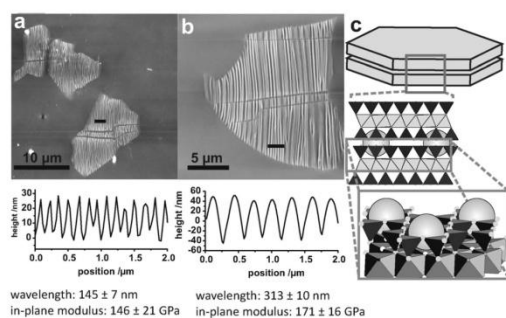 a
b
c
10 µm
5 µm
height /nm
30
20
10
0
0.0 0.5 1.0 1.5 2.0
position /µm
height /nm
60
40
20
0
-20
-40
-60
0.0 0.5 1.0 1.5 2.0
position /µm
wavelength: 145 ± 7 nm
in-plane modulus: 146 ± 21 GPa
wavelength: 313 ± 10 nm
in-plane modulus: 171 ± 16 GPa